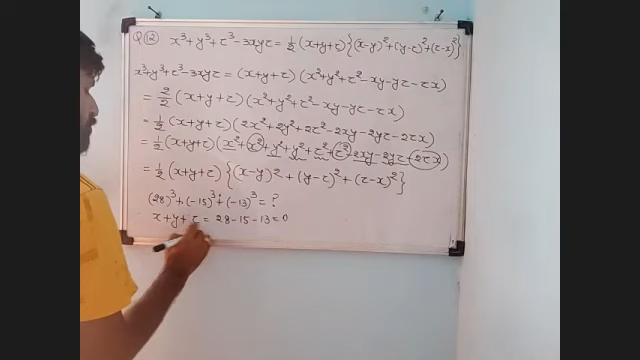 Q(12) x³+y³+z³-3xyz = 1/2 (x+y+z) {(x-y)²+(y-z)²+(z-x)²}
x³+y³+z³-3xyz = (x+y+z) (x²+y²+z²-xy-yz-zx)
= 2/2 (x+y+z) (x²+y²+z²-xy-yz-zx)
= 1/2 (x+y+z) (2x²+2y²+2z²-2xy-2yz-2zx)
= 1/2 (x+y+z) (x²+x²+y²+y²+z²+z²-2xy-2yz-2zx)
= 1/2 (x+y+z) {(x-y)²+(y-z)²+(z-x)²}
(28)³+(-15)³+(-13)³ = ?
x+y+z = 28-15-13=0